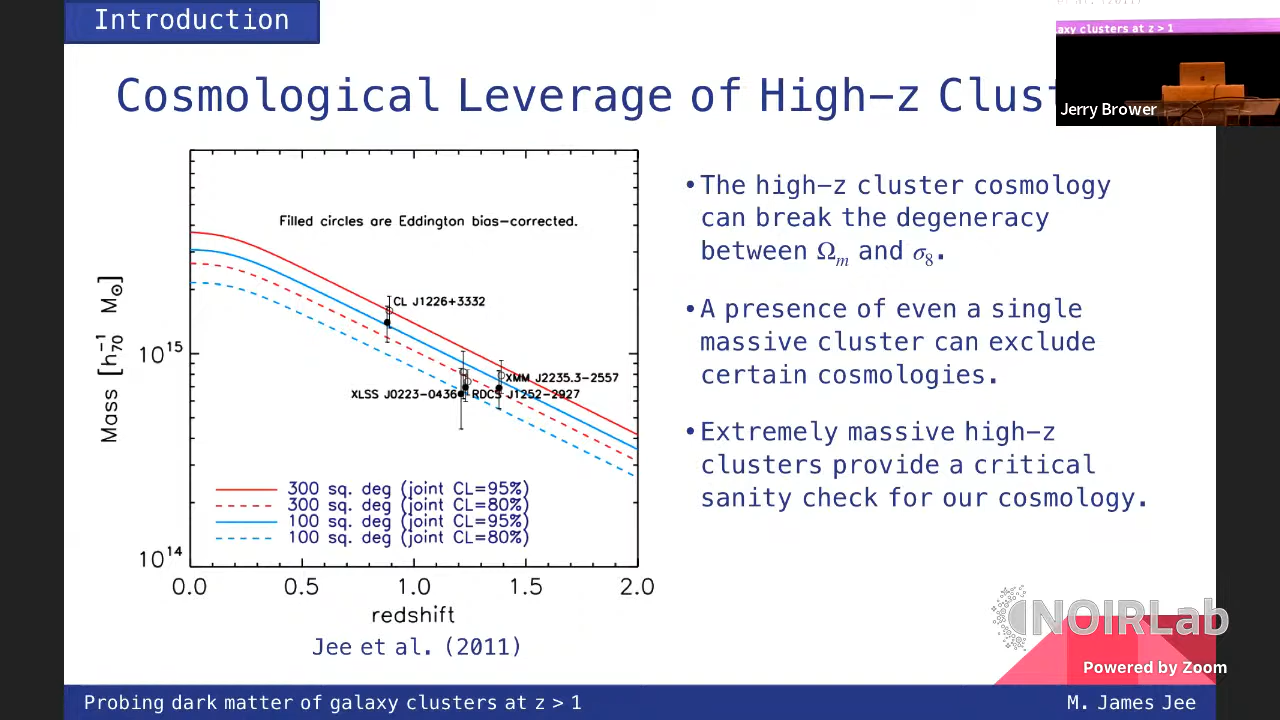 Introduction
axy clusters at z > 1
Jerry Brower
Cosmological Leverage of High-z Clust
Filled circles are Eddington bias-corrected.
CL J1226+3332
XMM J2235.3-2557
XLSS J0223-0436
RDCS J1252-2927
Mass [h₇₀⁻¹ M⊙]
10¹⁵
10¹⁴
300 sq. deg (joint CL=95%)
300 sq. deg (joint CL=80%)
100 sq. deg (joint CL=95%)
100 sq. deg (joint CL=80%)
0.0 0.5 1.0 1.5 2.0
redshift
Jee et al. (2011)
•The high-z cluster cosmology
can break the degeneracy
between Ωₘ and σ₈.
•A presence of even a single
massive cluster can exclude
certain cosmologies.
•Extremely massive high-z
clusters provide a critical
sanity check for our cosmology.
NOIRLab
Powered by Zoom
Probing dark matter of galaxy clusters at z > 1
M. James Jee